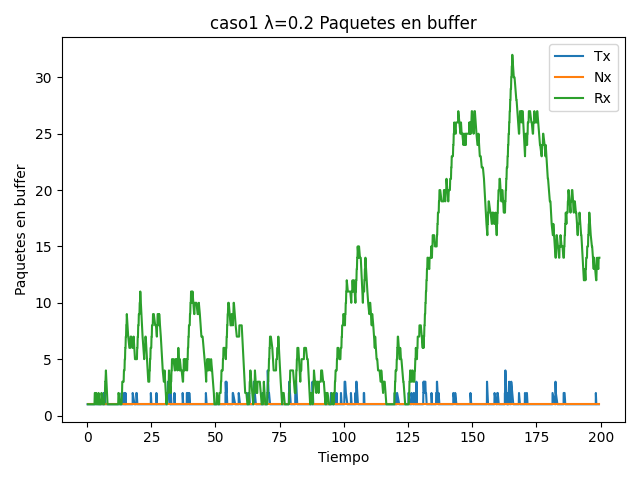 caso1 λ=0.2 Paquetes en buffer
Tx
Nx
Rx
Paquetes en buffer
30
25
20
15
10
5
0
0 25 50 75 100 125 150 175 200
Tiempo